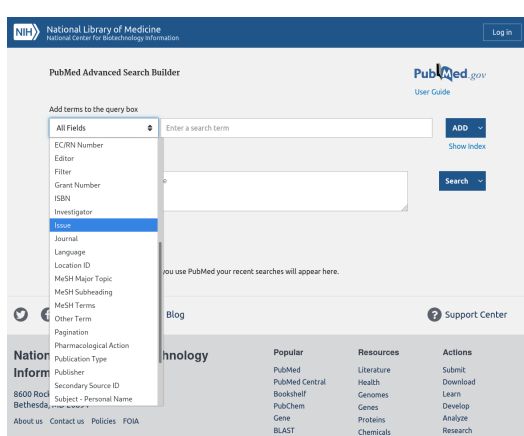 NIH
National Library of Medicine
National Center for Biotechnology Information
Log in
PubMed Advanced Search Builder
PubMed.gov
User Guide
Add terms to the query box
All Fields
Enter a search term
ADD
Show Index
EC/RN Number
Editor
Filter
Grant Number
ISBN
Investigator
Issue
Journal
Language
Location ID
MeSH Major Topic
MeSH Subheading
MeSH Terms
Other Term
Pagination
Pharmacological Action
Publication Type
Publisher
Secondary Source ID
Subject - Personal Name
Search
you use PubMed your recent searches will appear here.
Blog
Support Center
8600
Bethesda,
About us Contact us Policies FOIA
Popular
PubMed
PubMed Central
Bookshelf
PubChem
Gene
BLAST
Resources
Literature
Health
Genomes
Genes
Proteins
Chemicals
Actions
Submit
Download
Learn
Develop
Analyze
Research